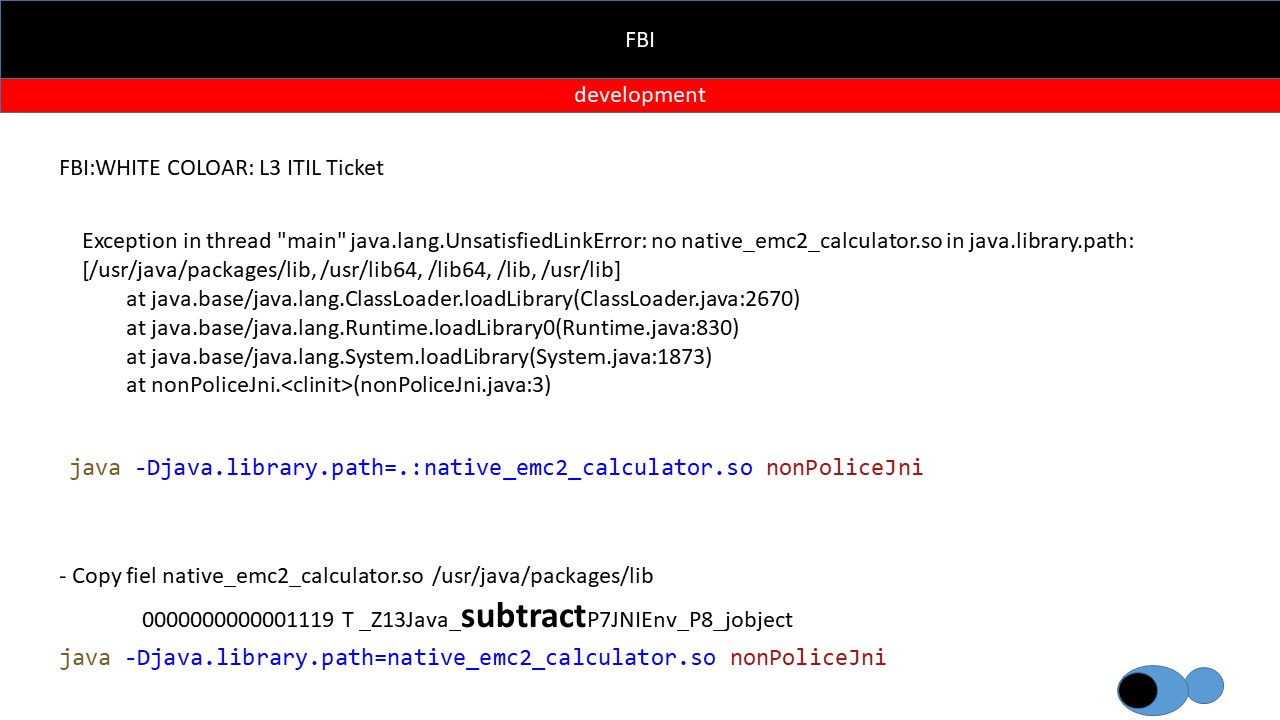 FBI
development
FBI:WHITE COLOAR: L3 ITIL Ticket
Exception in thread "main" java.lang.UnsatisfiedLinkError: no native_emc2_calculator.so in java.library.path:
[/usr/java/packages/lib, /usr/lib64, /lib64, /lib, /usr/lib]
at java.base/java.lang.ClassLoader.loadLibrary(ClassLoader.java:2670)
at java.base/java.lang.Runtime.loadLibrary0(Runtime.java:830)
at java.base/java.lang.System.loadLibrary(System.java:1873)
at nonPoliceJni.<clinit>(nonPoliceJni.java:3)
java -Djava.library.path=.:native_emc2_calculator.so nonPoliceJni
- Copy fiel native_emc2_calculator.so /usr/java/packages/lib
0000000000001119 T _Z13Java_subtractP7JNIEnv_P8_jobject
java -Djava.library.path=native_emc2_calculator.so nonPoliceJni